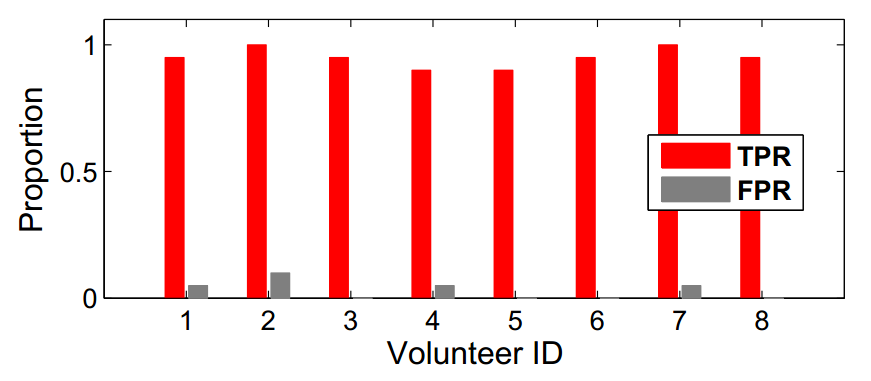 Proportion
1
0.5
0
TPR
FPR
1 2 3 4 5 6 7 8
Volunteer ID